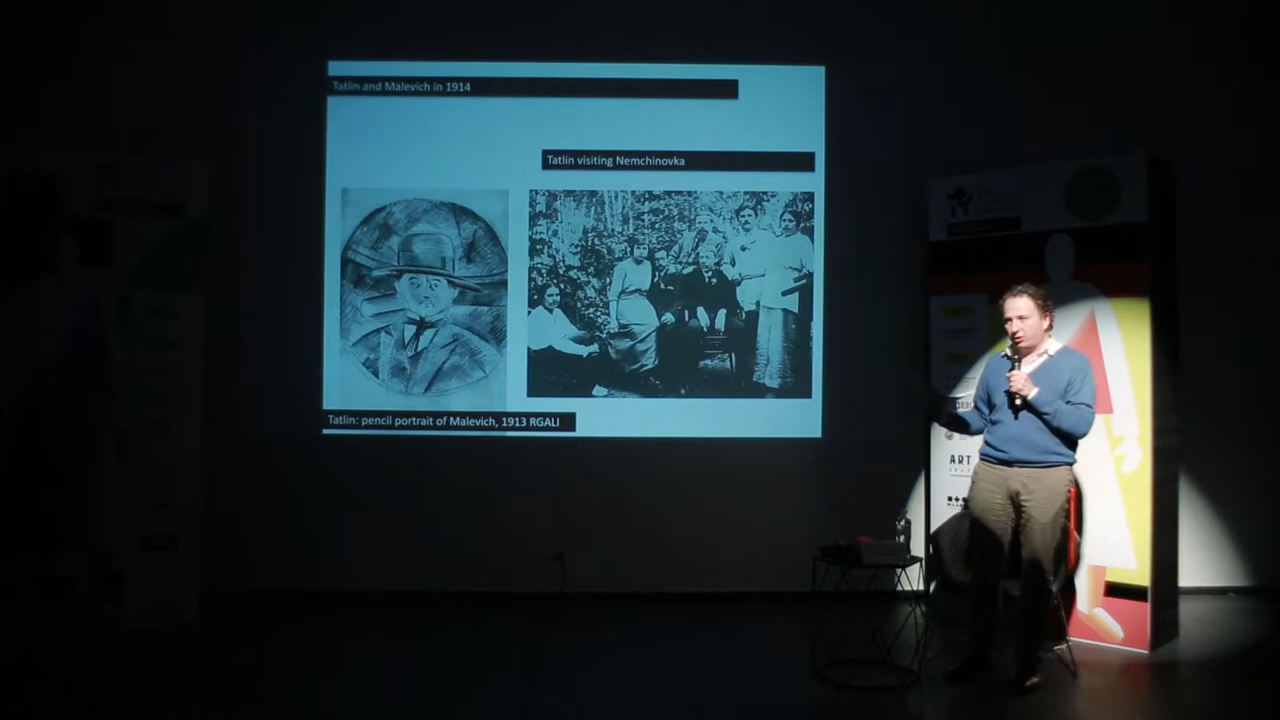 Tatlin and Malevich in 1914
Tatlin visiting Nemchinovka
Tatlin: pencil portrait of Malevich, 1913 RGALI
ART